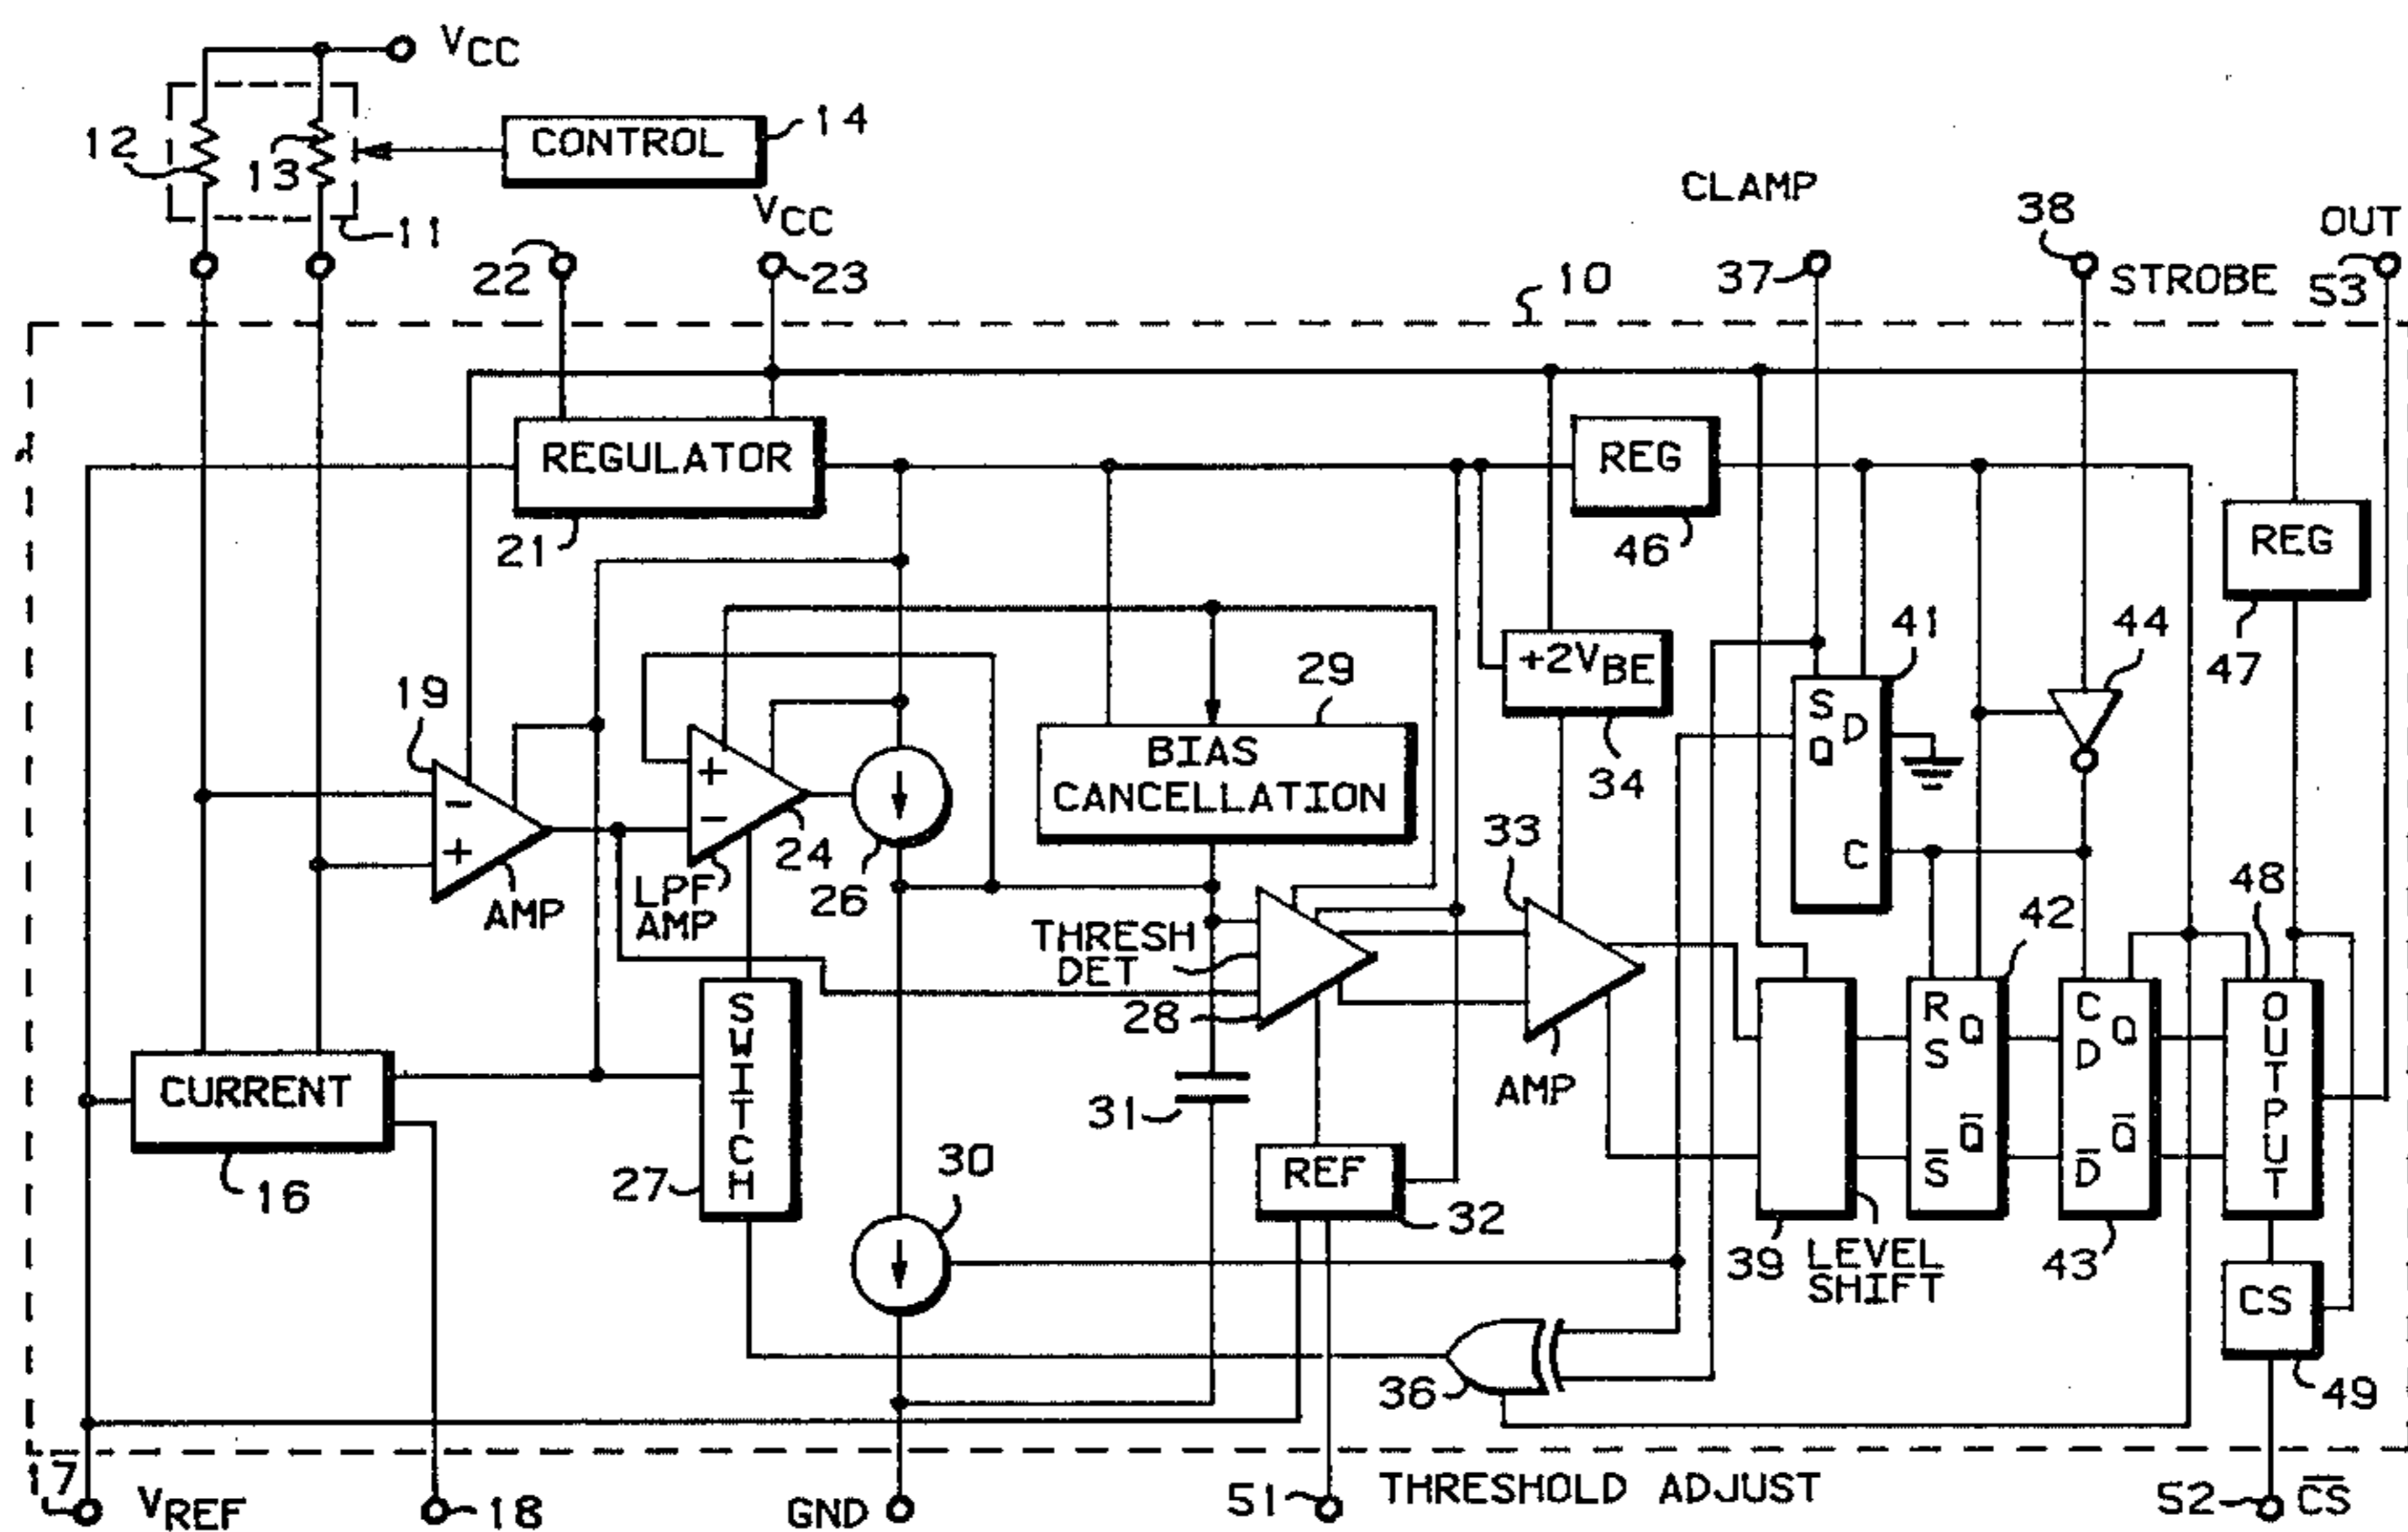 VCC
12
13
CONTROL
14
11
VCC
22
23
CLAMP
37
38
STROBE
OUT
53
10
REGULATOR
21
REG
46
REG
47
19
-
+
AMP
+
-
24
LPF
AMP
26
BIAS
CANCELLATION
29
+2VBE
34
S
D
Q
C
41
44
THRESH
DET
28
33
AMP
42
48
CURRENT
16
SWITCH
27
30
31
REF
32
39
LEVEL
SHIFT
R
Q
S
Q̅
S̅
C
Q
D
Q̅
D̅
43
OUTPUT
36
CS
49
17
VREF
18
GND
51
THRESHOLD ADJUST
52
C̅S̅